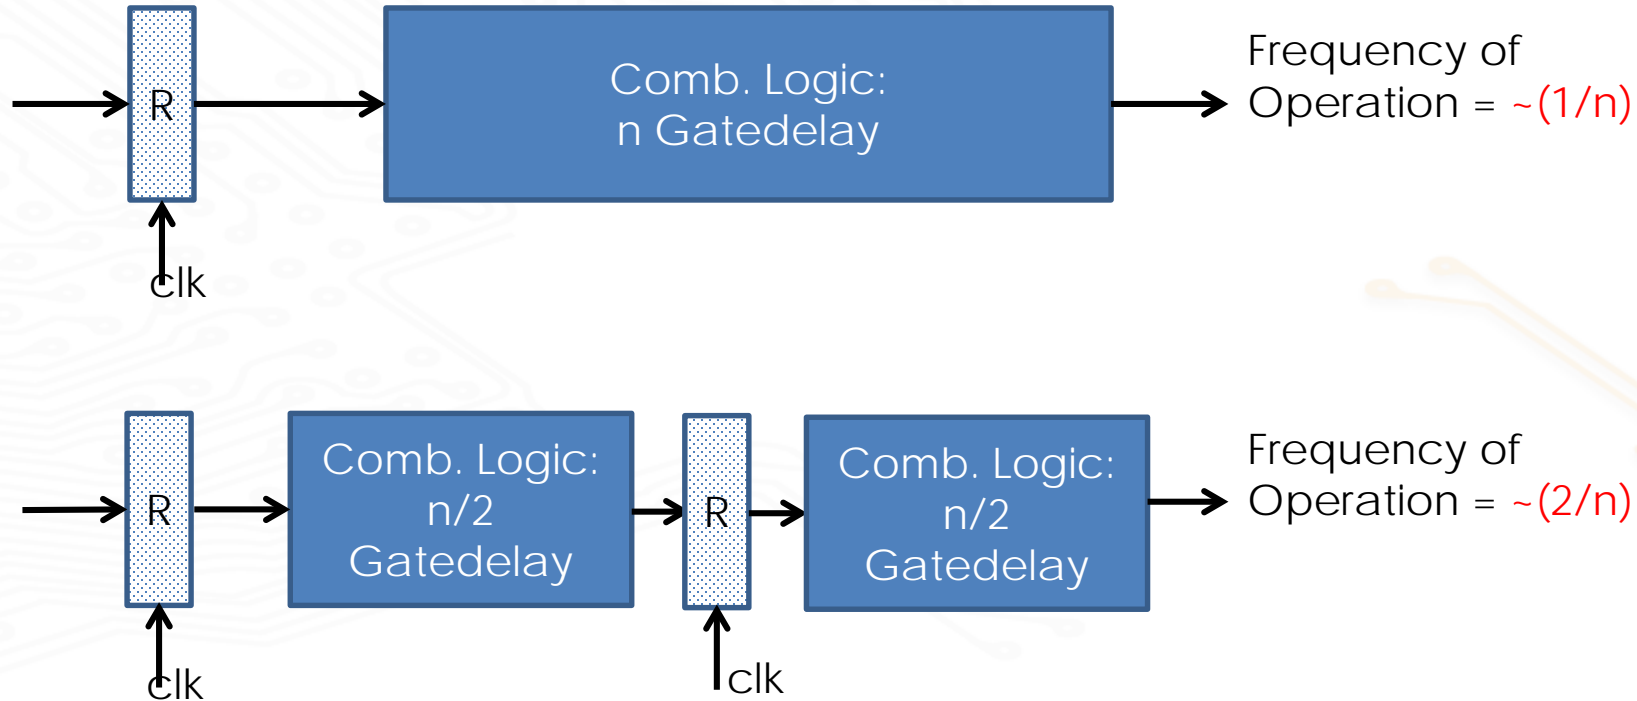 R
Comb. Logic:
n Gatedelay
Frequency of
Operation = ~(1/n)
clk
R
Comb. Logic:
n/2
Gatedelay
R
Comb. Logic:
n/2
Gatedelay
Frequency of
Operation = ~(2/n)
clk
clk